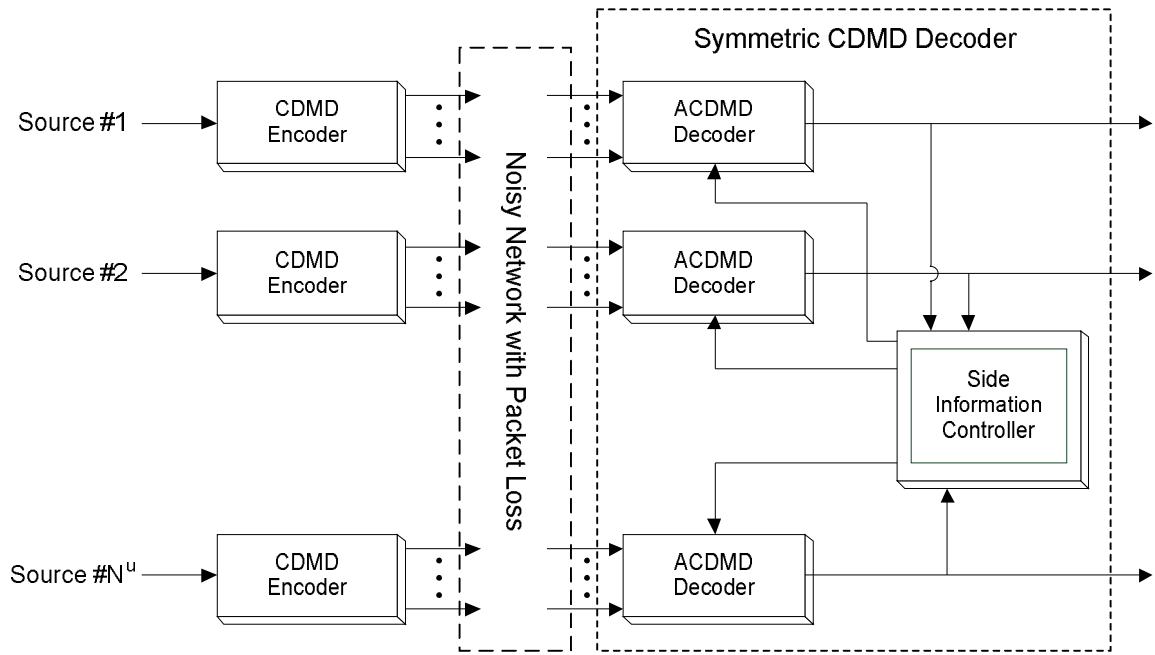 Symmetric CDMD Decoder
Source #1
CDMD
Encoder
ACDMD
Decoder
Noisy Network with Packet Loss
Source #2
CDMD
Encoder
ACDMD
Decoder
Side
Information
Controller
Source #Nᵘ
CDMD
Encoder
ACDMD
Decoder